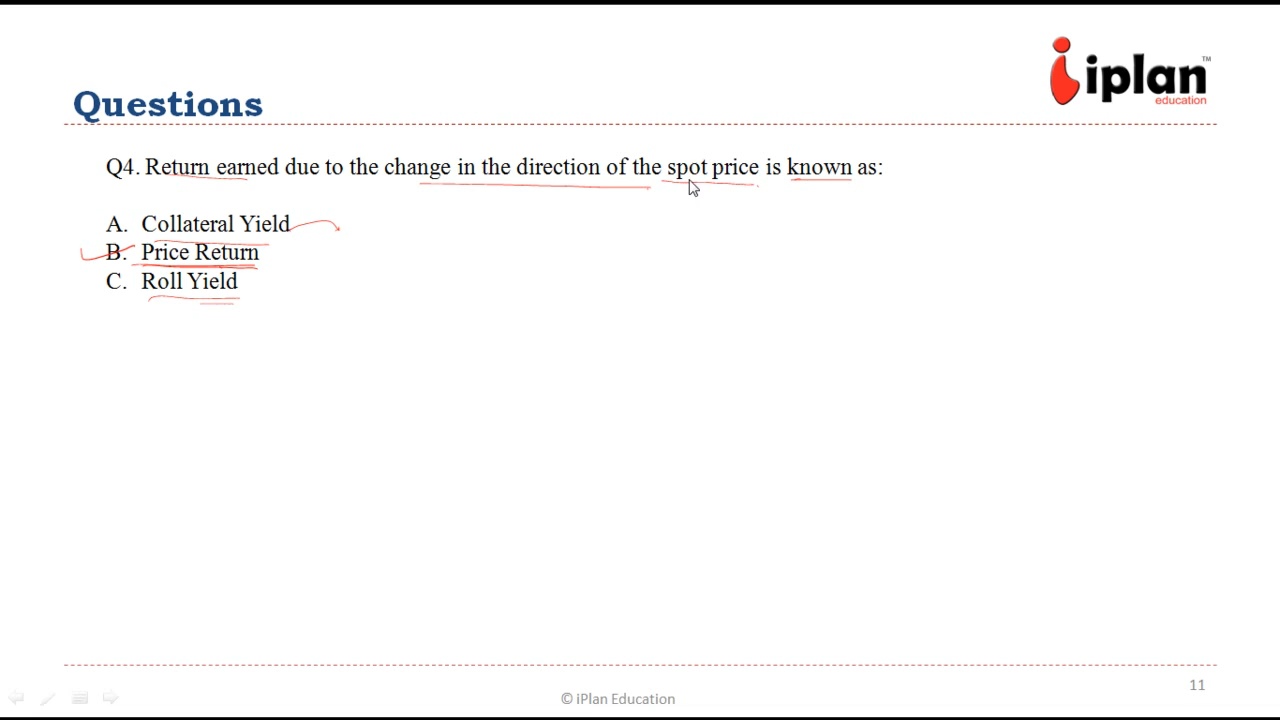 iplan™
education
Questions
Q4. Return earned due to the change in the direction of the spot price is known as:
A. Collateral Yield
B. Price Return
C. Roll Yield
11
© iPlan Education